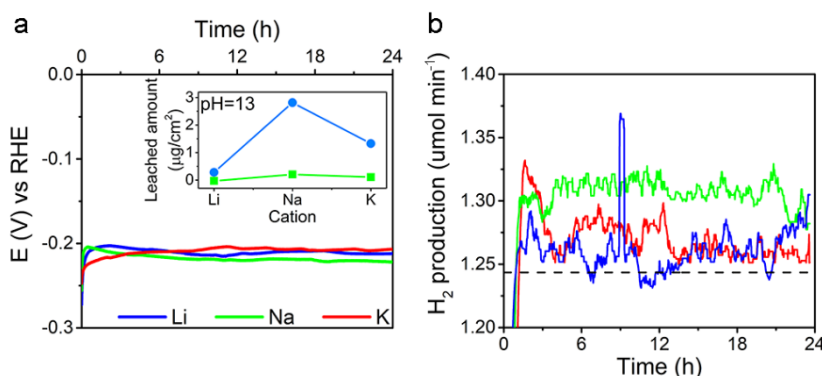 a
Time (h)
0 6 12 18 24
E (V) vs RHE
0.0
-0.1
-0.2
-0.3
Leached amount
(µg/cm²)
3
2
1
0
pH=13
Li Na K
Cation
Li Na K
b
H₂ production (umol min⁻¹)
1.40
1.35
1.30
1.25
1.20
0 6 12 18 24
Time (h)